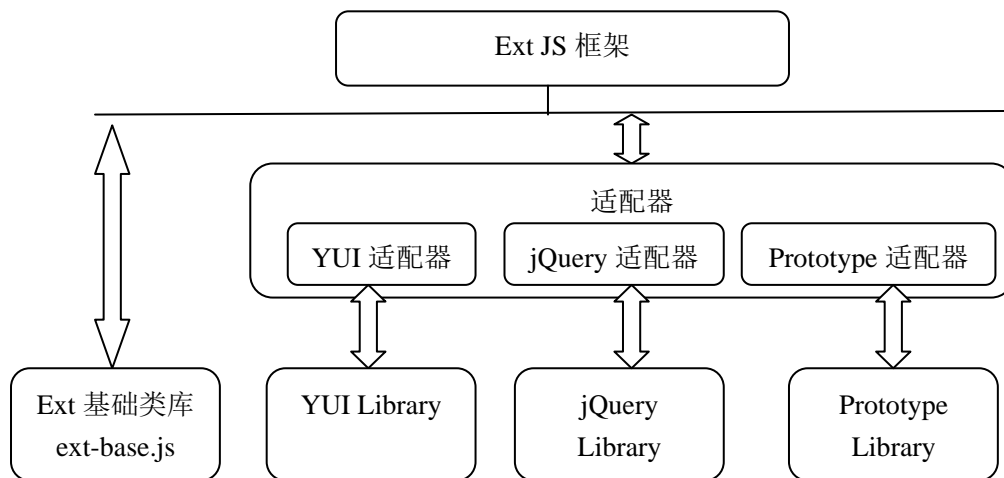 Ext JS 框架
适配器
YUI 适配器
jQuery 适配器
Prototype 适配器
Ext 基础类库
ext-base.js
YUI Library
jQuery
Library
Prototype
Library